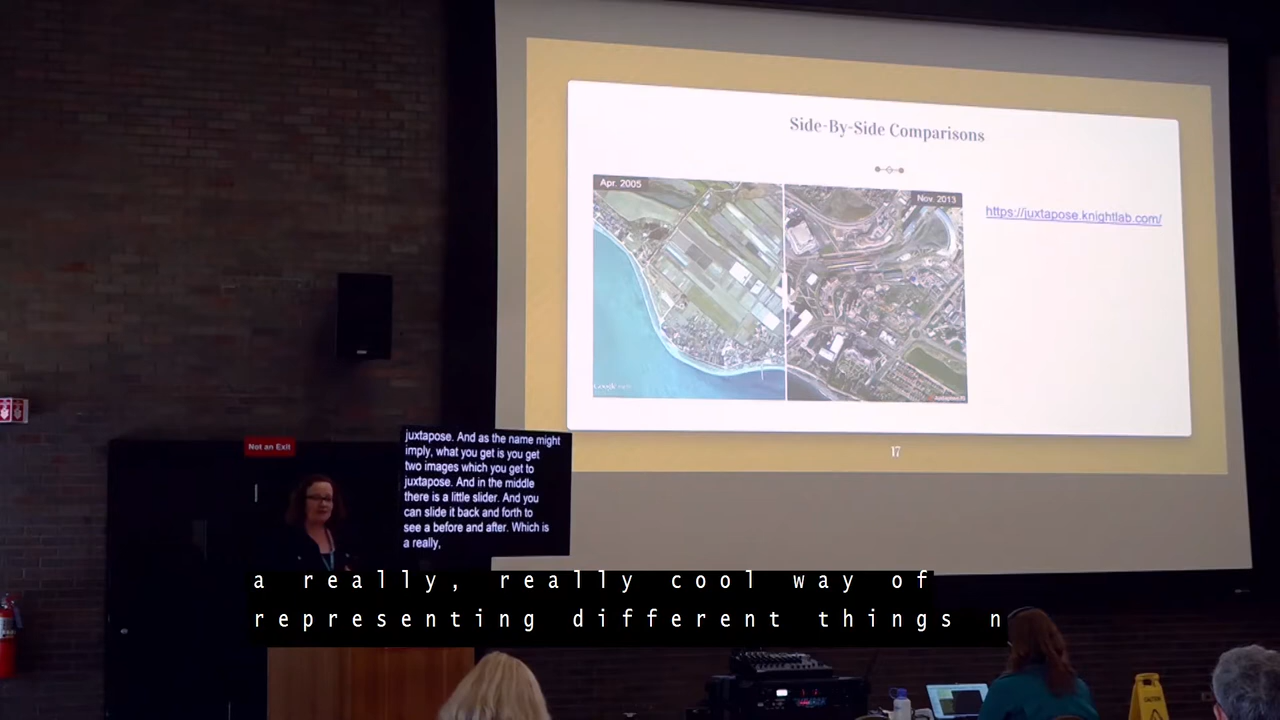 Side-By-Side Comparisons
Apr. 2005
Nov. 2013
https://juxtapose.knightlab.com/
Google
17
Not an Exit
juxtapose. And as the name might
imply, what you get is you get
two images which you get to
juxtapose. And in the middle
there is a little slider. And you
can slide it back and forth to
see a before and after. Which is
a really,
a really, really cool way of
representing different things n
CAUTION